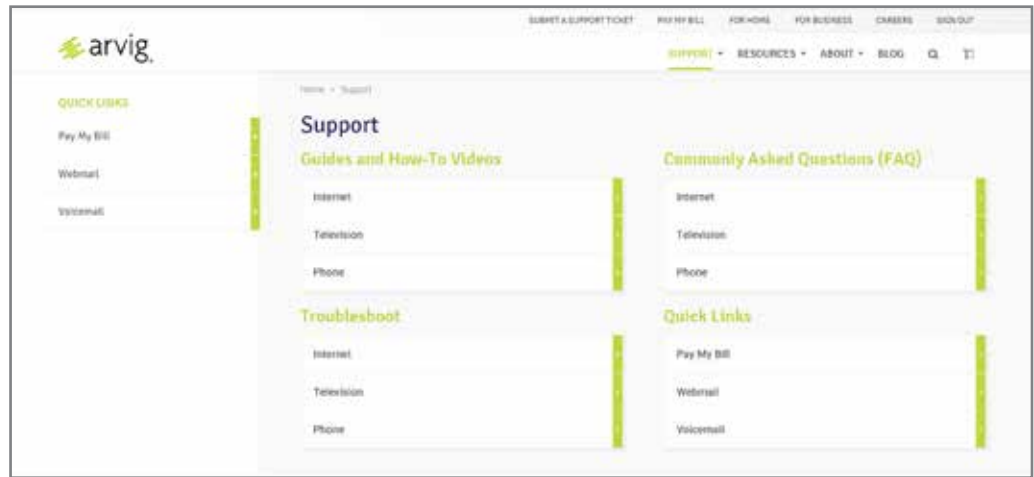 SUBMIT A SUPPORT TICKET PAY MY BILL FOR HOME FOR BUSINESS CAREERS SIGN OUT
arvig
SUPPORT RESOURCES ABOUT BLOG
Home > Support
QUICK LINKS
Pay My Bill
Webmail
Voicemail
Support
Guides and How-To Videos
Internet
Television
Phone
Commonly Asked Questions (FAQ)
Internet
Television
Phone
Troubleshoot
Internet
Television
Phone
Quick Links
Pay My Bill
Webmail
Voicemail